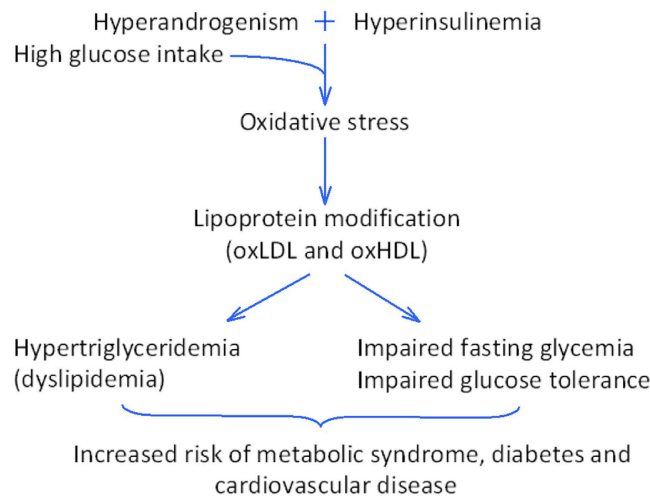 Hyperandrogenism + Hyperinsulinemia
High glucose intake
Oxidative stress
Lipoprotein modification
(oxLDL and oxHDL)
Hypertriglyceridemia
(dyslipidemia)
Impaired fasting glycemia
Impaired glucose tolerance
Increased risk of metabolic syndrome, diabetes and
cardiovascular disease